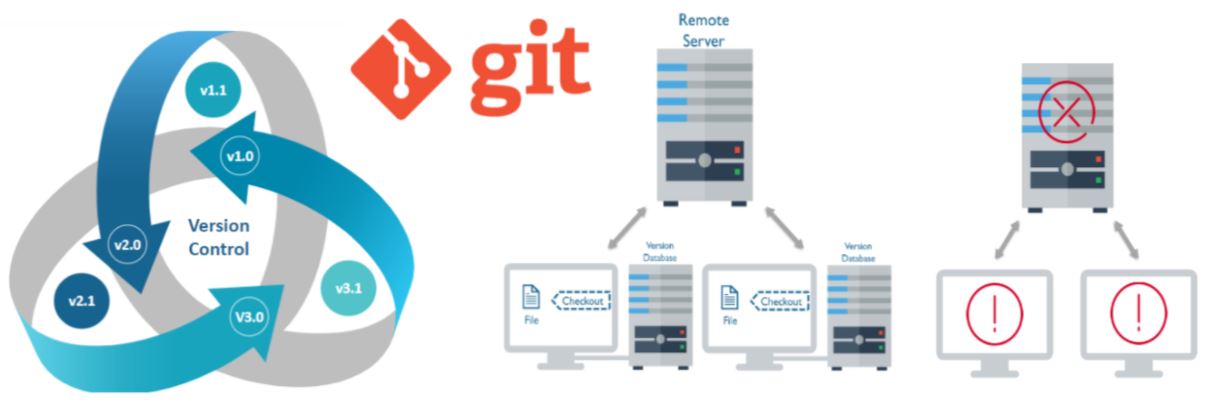 v1.1
v1.0
Version
Control
v2.0
v2.1
V3.0
v3.1
git
Remote
Server
Version
Database
File
Checkout
Version
Database
File
Checkout